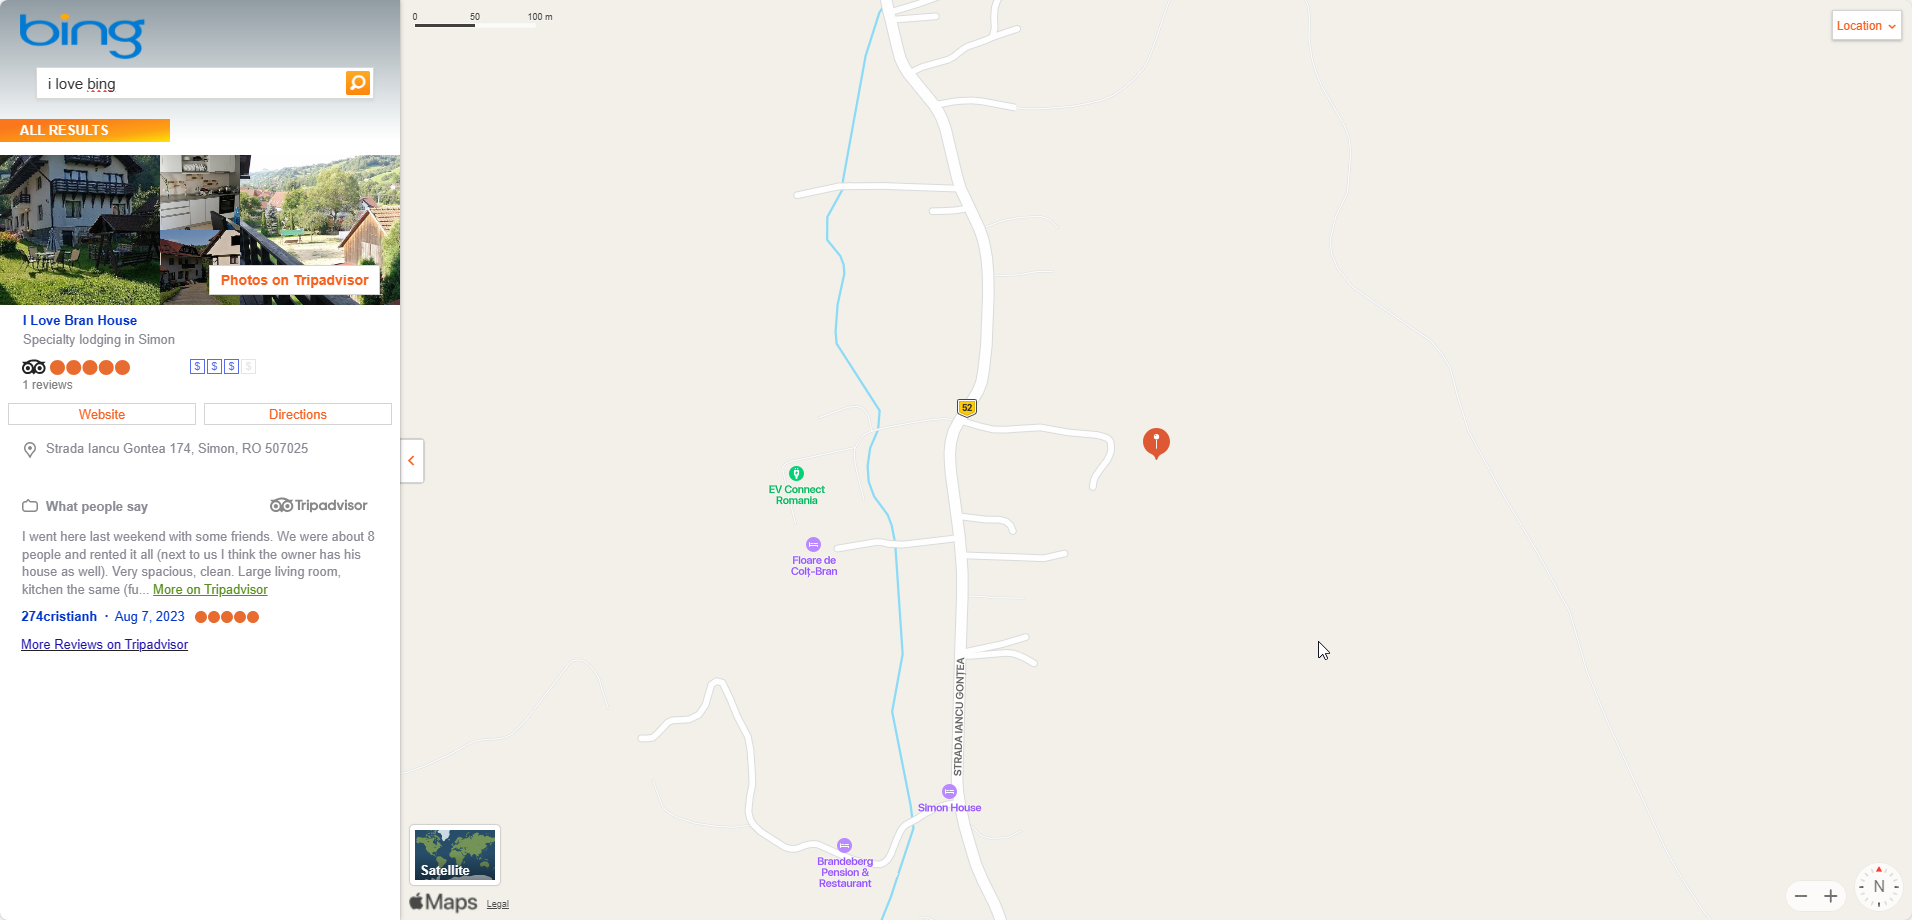 bing
i love bing
ALL RESULTS
Photos on Tripadvisor
I Love Bran House
Specialty lodging in Simon
$ $ $ $
1 reviews
Website
Directions
Strada Iancu Gontea 174, Simon, RO 507025
What people say
Tripadvisor
I went here last weekend with some friends. We were about 8
people and rented it all (next to us I think the owner has his
house as well). Very spacious, clean. Large living room,
kitchen the same (fu... More on Tripadvisor
274cristianh · Aug 7, 2023
More Reviews on Tripadvisor
0 50 100 m
Location
52
EV Connect
Romania
Floare de
Colț-Bran
STRADA IANCU GONȚEA
Simon House
Brandeberg
Pension &
Restaurant
Satellite
Maps
Legal
N